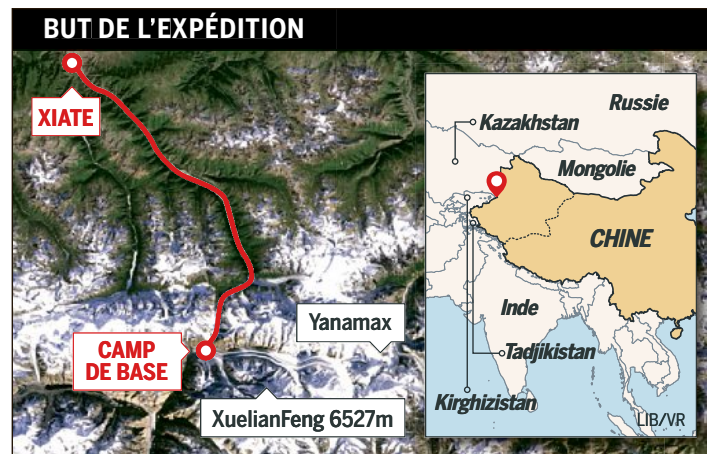 BUT DE L'EXPÉDITION
XIATE
CAMP
DE BASE
Yanamax
XuelianFeng 6527m
Russie
Kazakhstan
Mongolie
CHINE
Inde
Tadjikistan
Kirghizistan
LIB/VR